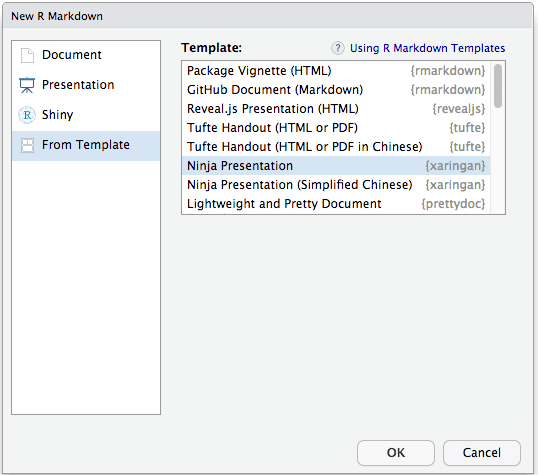 New R Markdown
Document
Presentation
R Shiny
From Template
Template:
? Using R Markdown Templates
Package Vignette (HTML) {rmarkdown}
GitHub Document (Markdown) {rmarkdown}
Reveal.js Presentation (HTML) {revealjs}
Tufte Handout (HTML or PDF) {tufte}
Tufte Handout (HTML or PDF in Chinese) {tufte}
Ninja Presentation {xaringan}
Ninja Presentation (Simplified Chinese) {xaringan}
Lightweight and Pretty Document {prettydoc}
OK
Cancel